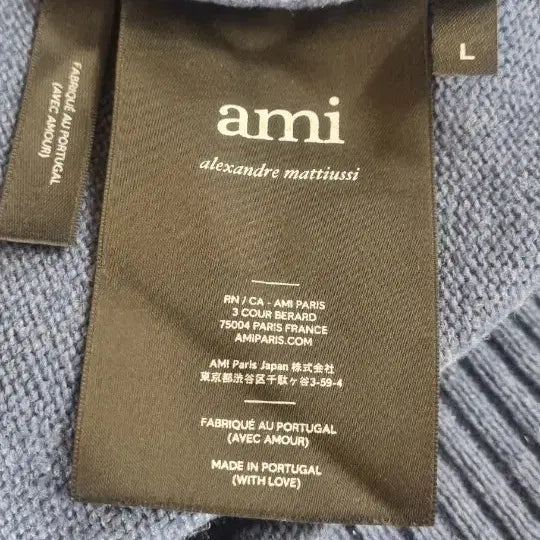 FABRIQUÉ AU PORTUGAL
(AVEC AMOUR)
L
ami
alexandre mattiussi
RN / CA - AMI PARIS
3 COUR BERARD
75004 PARIS FRANCE
AMIPARIS.COM
AMI Paris Japan 株式会社
東京都渋谷区千駄ヶ谷3-59-4
FABRIQUÉ AU PORTUGAL
(AVEC AMOUR)
MADE IN PORTUGAL
(WITH LOVE)